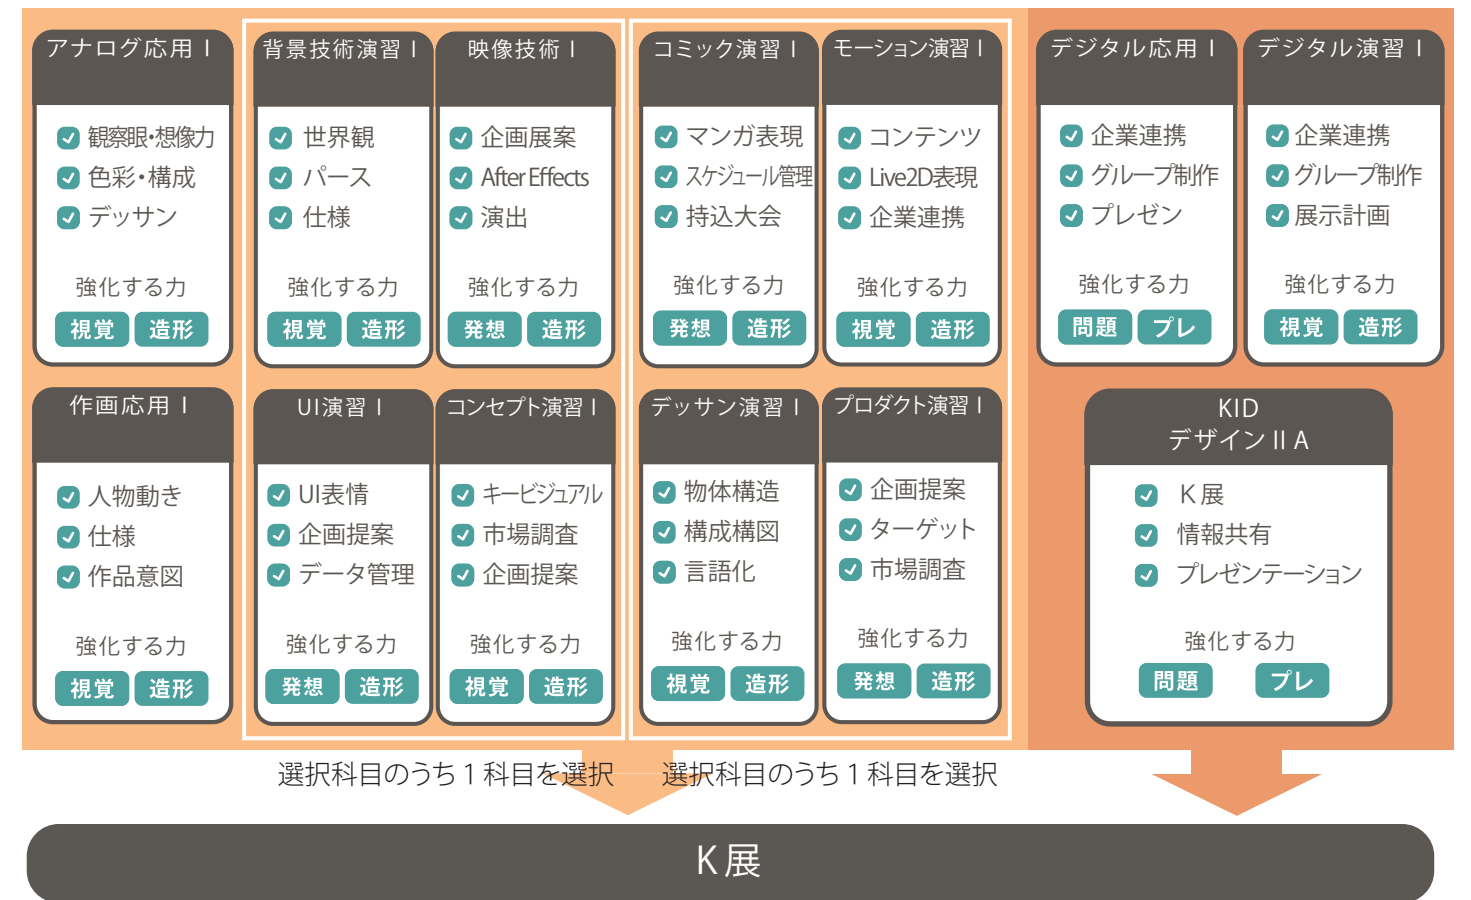 アナログ応用Ⅰ
観察眼・想像力
色彩・構成
デッサン
強化する力
視覚 造形
背景技術演習Ⅰ
世界観
パース
仕様
強化する力
視覚 造形
映像技術Ⅰ
企画展案
After Effects
演出
強化する力
発想 造形
コミック演習Ⅰ
マンガ表現
スケジュール管理
持込大会
強化する力
発想 造形
モーション演習Ⅰ
コンテンツ
Live2D表現
企業連携
強化する力
視覚 造形
デジタル応用Ⅰ
企業連携
グループ制作
プレゼン
強化する力
問題 プレ
デジタル演習Ⅰ
企業連携
グループ制作
展示計画
強化する力
視覚 造形
作画応用Ⅰ
人物動き
仕様
作品意図
強化する力
視覚 造形
UI演習Ⅰ
UI表情
企画提案
データ管理
強化する力
発想 造形
コンセプト演習Ⅰ
キービジュアル
市場調査
企画提案
強化する力
視覚 造形
デッサン演習Ⅰ
物体構造
構成構図
言語化
強化する力
視覚 造形
プロダクト演習Ⅰ
企画提案
ターゲット
市場調査
強化する力
発想 造形
KID
デザインⅡA
K展
情報共有
プレゼンテーション
強化する力
問題 プレ
選択科目のうち1科目を選択
選択科目のうち1科目を選択
K展